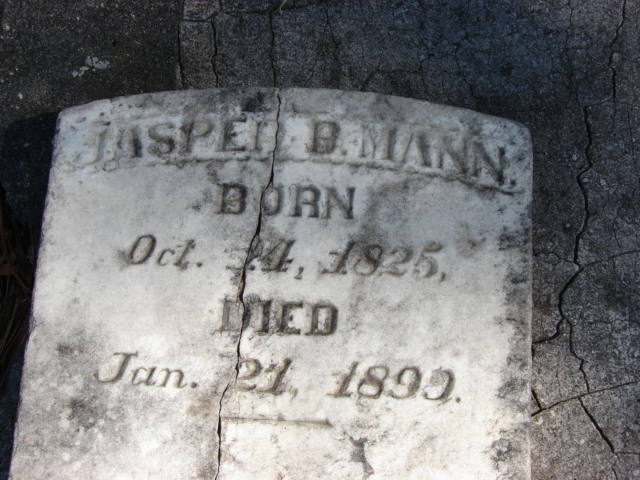 JASPER B. MANN.
BORN
Oct. 24, 1825,
DIED
Jan. 21, 1899.